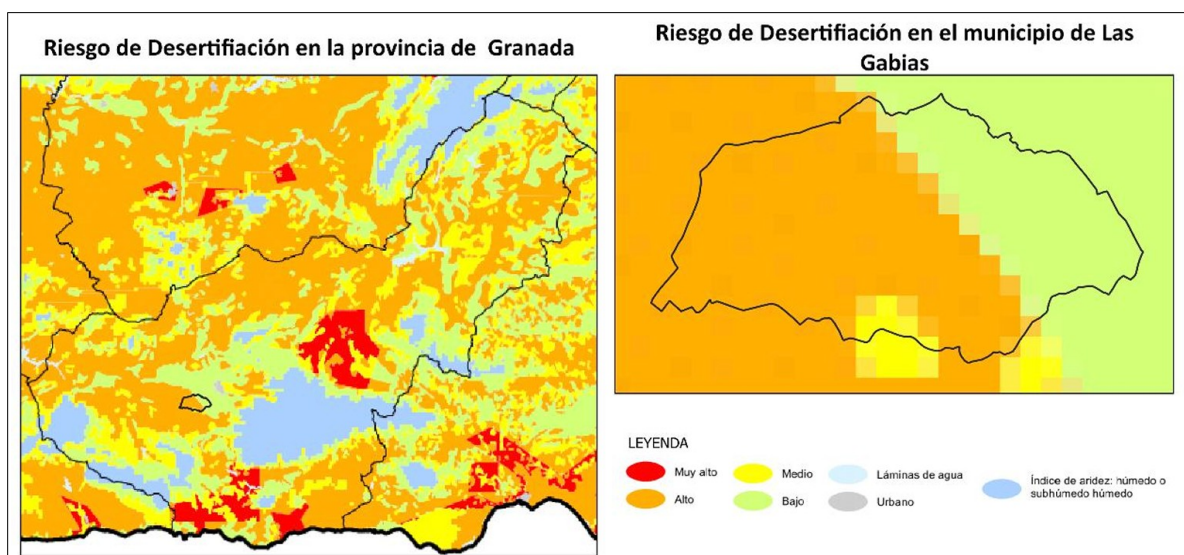 Riesgo de Desertifiación en la provincia de Granada
Riesgo de Desertifiación en el municipio de Las
Gabias
LEYENDA
Muy alto
Medio
Láminas de agua
Índice de aridez: húmedo o
subhúmedo húmedo
Alto
Bajo
Urbano